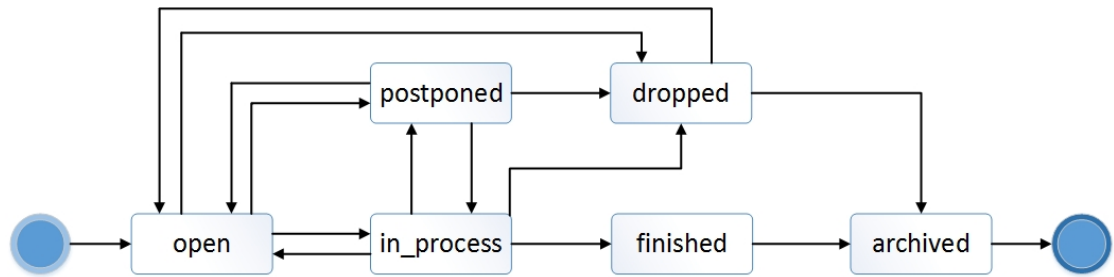 postponed
dropped
open
in_process
finished
archived